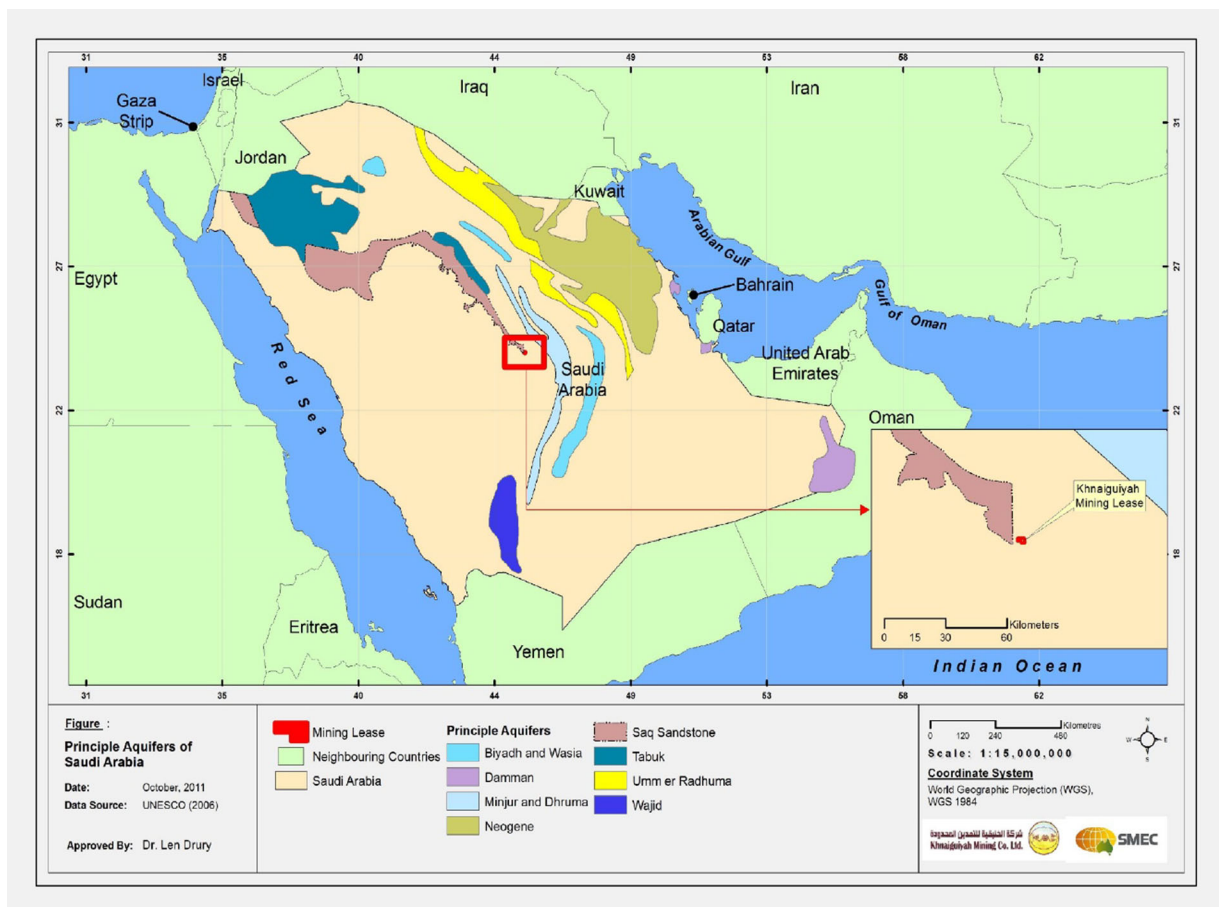 31 35 40 44 49 53 58 62
Israel
Gaza
Strip
Iraq
Iran
31 31
Jordan
Kuwait
Arabian Gulf
27 27
Egypt
Bahrain
Gulf of Oman
Qatar
United Arab
Emirates
Red Sea
Saudi
Arabia
22 22
Oman
Khnaiguiyah
Mining Lease
18 18
Sudan
Eritrea
Yemen
Kilometers
0 15 30 60
Indian Ocean
31 35 40 44 49 53 58 62
Figure :
Principle Aquifers of
Saudi Arabia
Date: October, 2011
Data Source: UNESCO (2006)
Approved By: Dr. Len Drury
Mining Lease
Neighbouring Countries
Saudi Arabia
Principle Aquifers
Biyadh and Wasia
Damman
Minjur and Dhruma
Neogene
Saq Sandstone
Tabuk
Umm er Radhuma
Wajid
Kilometres
0 120 240 480
Scale: 1:15,000,000
N
W E
S
Coordinate System
World Geographic Projection (WGS),
WGS 1984
Khnaiguiyah Mining Co. Ltd.
SMEC